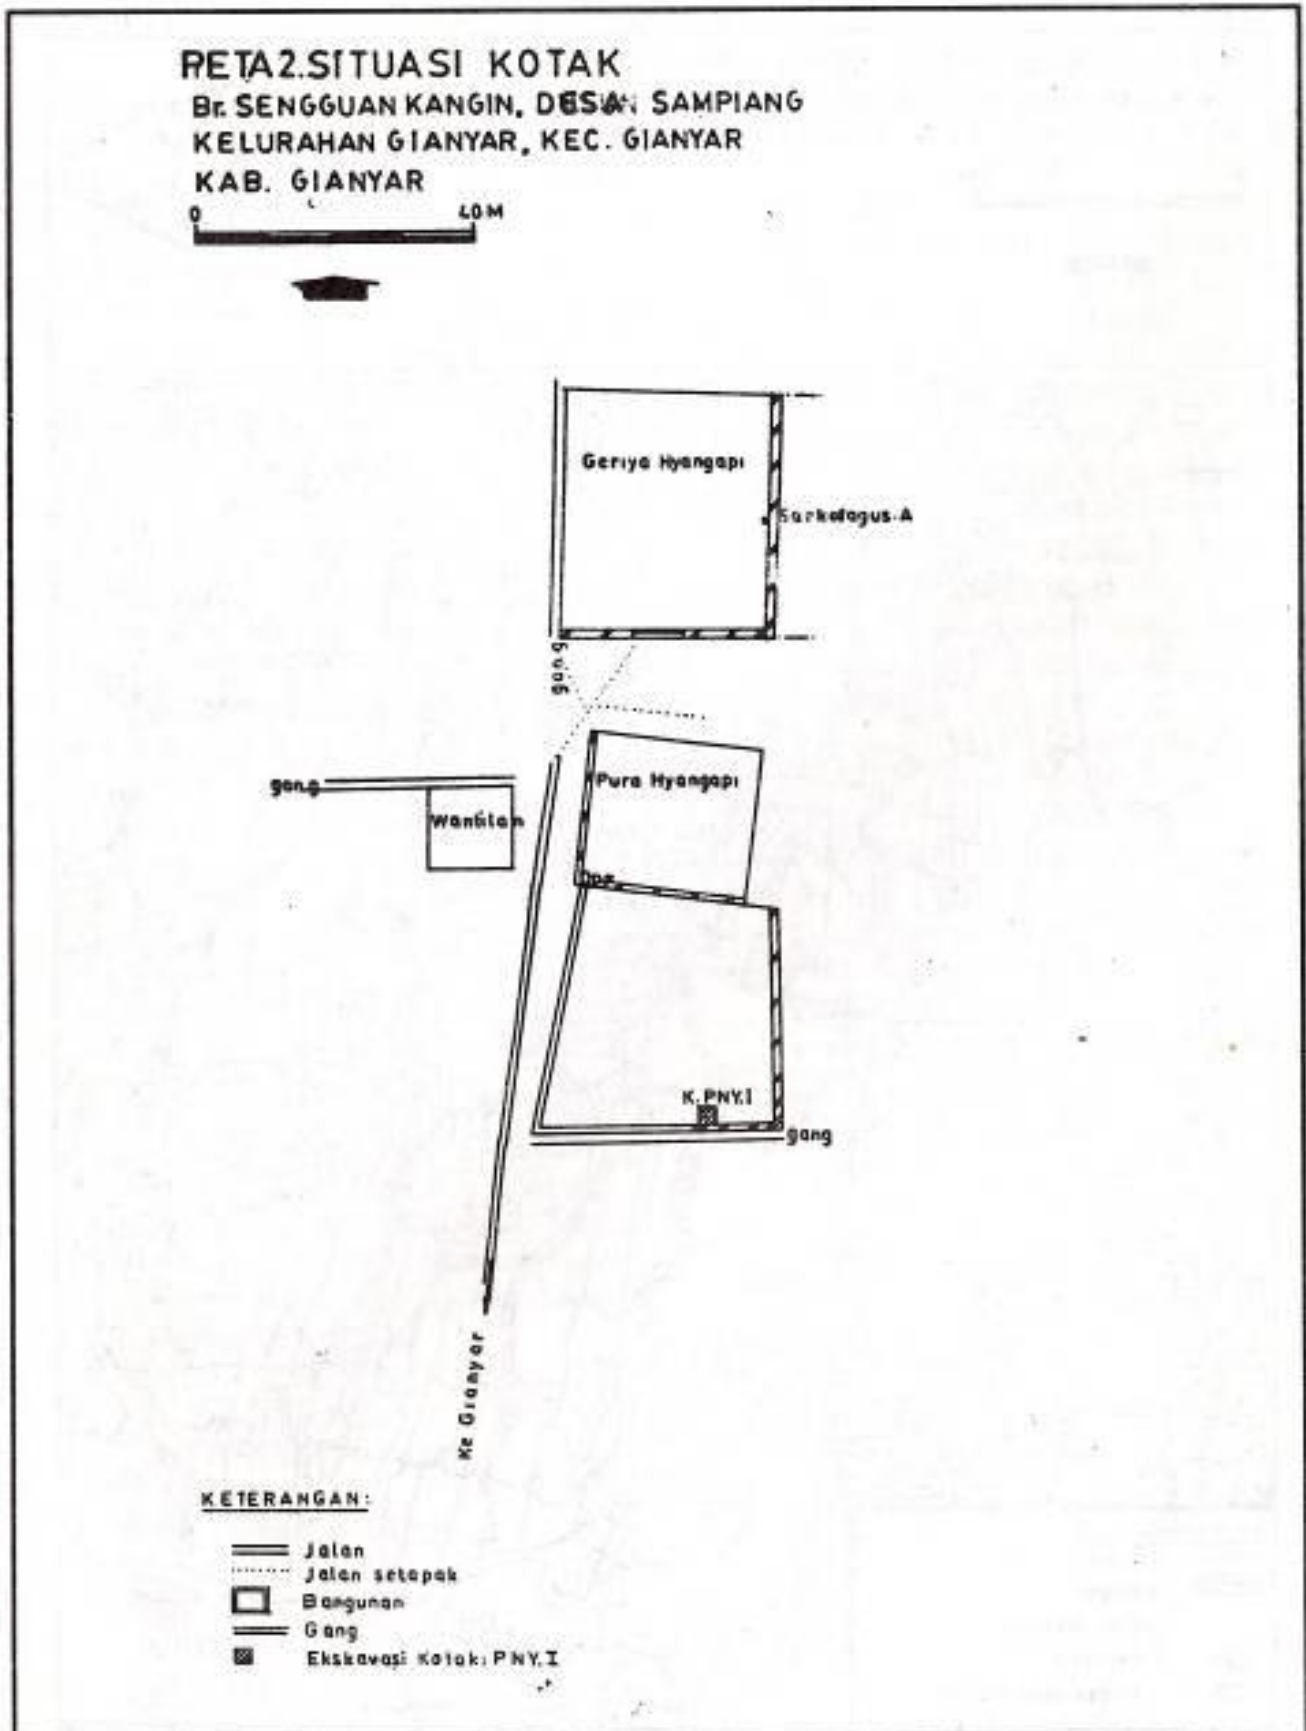 PETA 2. SITUASI KOTAK
Br. SENGGUAN KANGIN, DESA SAMPIANG
KELURAHAN GIANYAR, KEC. GIANYAR
KAB. GIANYAR
0 40 M
Geriya Hyangapi
Sarkofagus.A
gang
Pura Hyangapi
gang
Wantilan
K. PNY.I
gang
Ke Gianyar
KETERANGAN:
Jalan
Jalan setapak
Bangunan
Gang
Ekskavasi Kotak: PNY.I